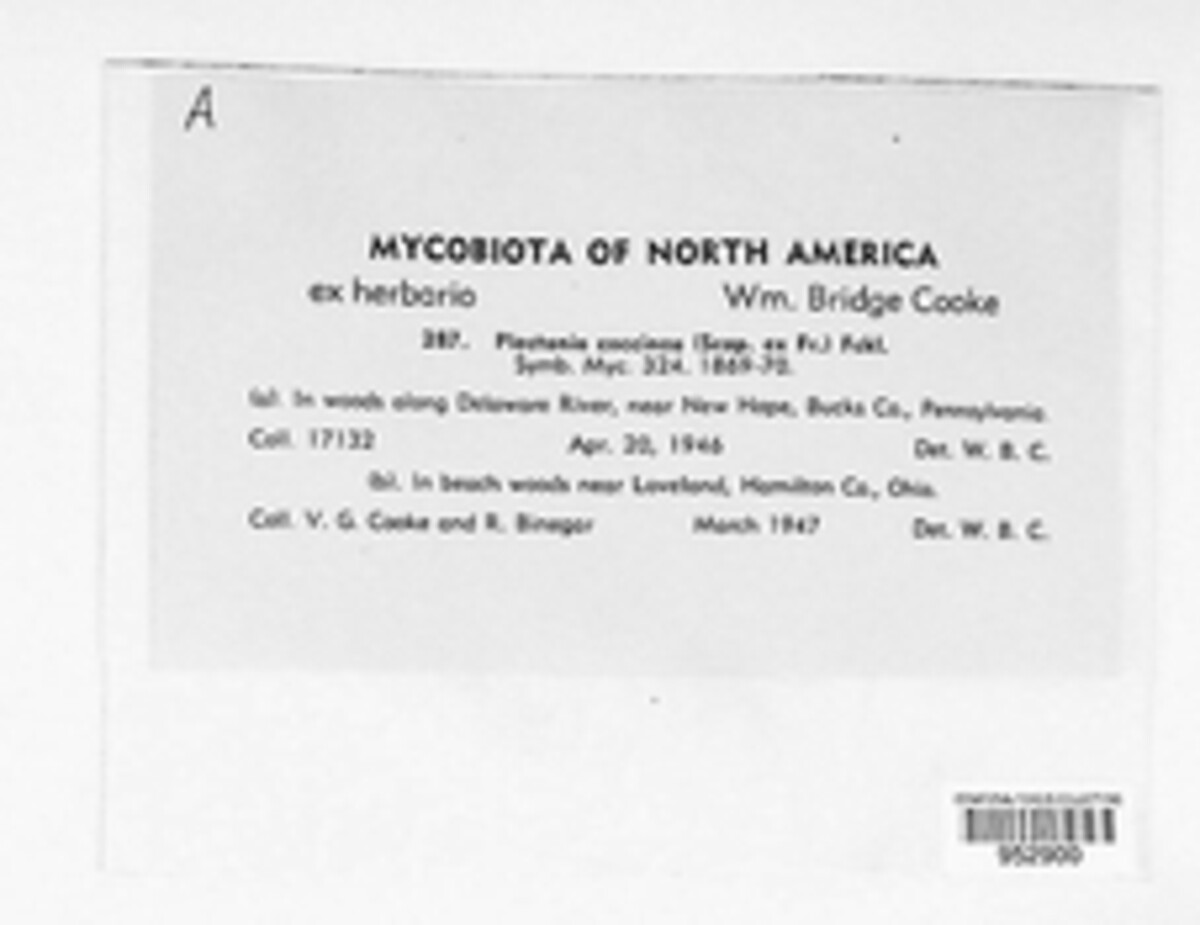 A
MYCOBIOTA OF NORTH AMERICA
ex herbario Wm. Bridge Cooke
287. Plectania coccinea (Scop. ex Fr.) Fckl.
Symb. Myc. 324. 1869-70.
(a). In woods along Delaware River, near New Hope, Bucks Co., Pennsylvania.
Coll. 17132 Apr. 20, 1946 Det. W. B. C.
(b). In beech woods near Loveland, Hamilton Co., Ohio.
Coll. V. G. Cooke and R. Binegar March 1947 Det. W. B. C.
952900